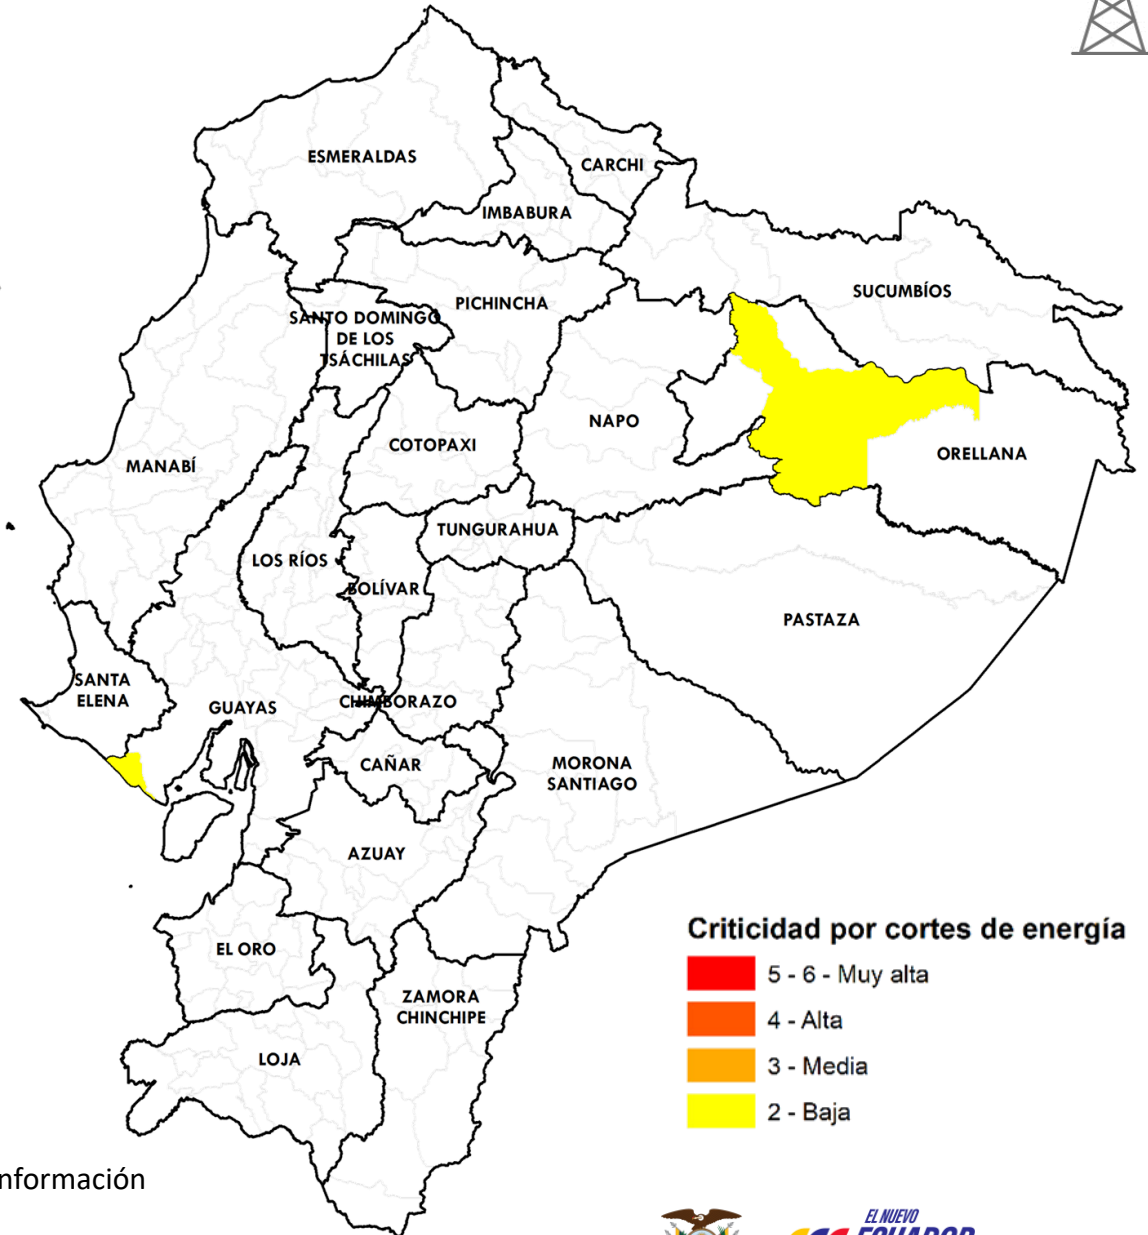 ESMERALDAS
CARCHI
IMBABURA
SUCUMBÍOS
PICHINCHA
SANTO DOMINGO
DE LOS
TSÁCHILAS
NAPO
COTOPAXI
ORELLANA
MANABÍ
TUNGURAHUA
LOS RÍOS
BOLÍVAR
PASTAZA
SANTA
ELENA
CHIMBORAZO
GUAYAS
CAÑAR
MORONA
SANTIAGO
AZUAY
EL ORO
ZAMORA
CHINCHIPE
LOJA
Criticidad por cortes de energía
5 - 6 - Muy alta
4 - Alta
3 - Media
2 - Baja
nformación
EL NUEVO
ECUADOR